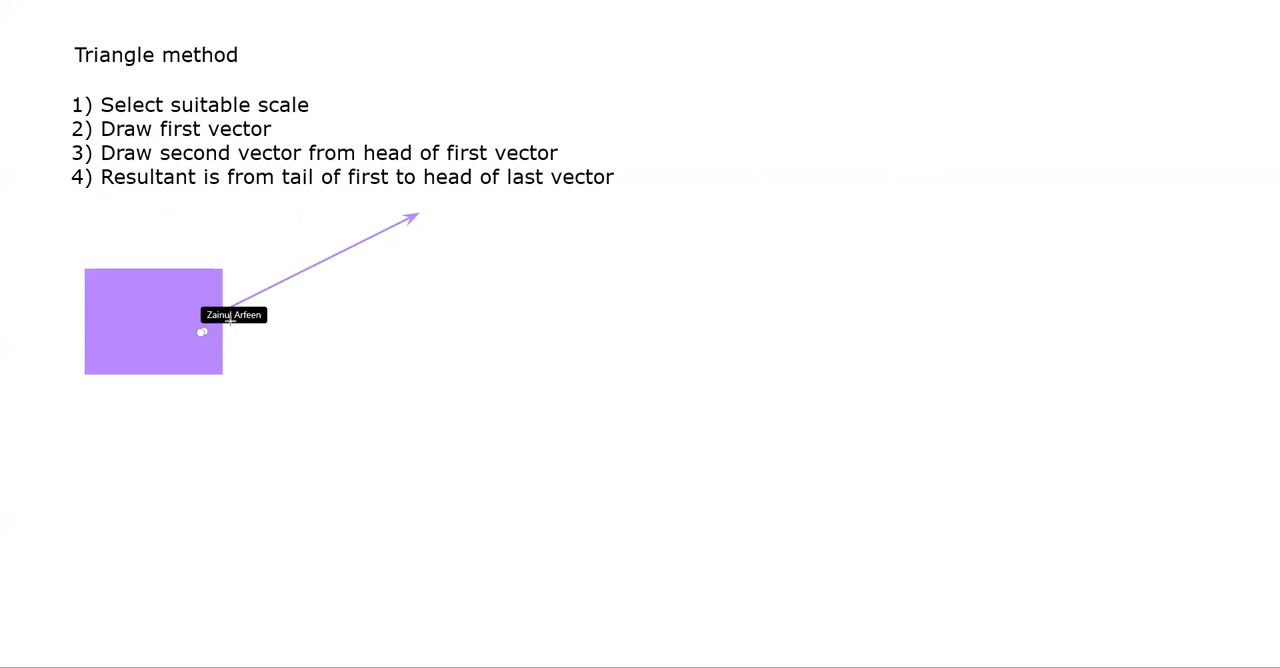 Triangle method
1) Select suitable scale
2) Draw first vector
3) Draw second vector from head of first vector
4) Resultant is from tail of first to head of last vector
Zainul Arfeen